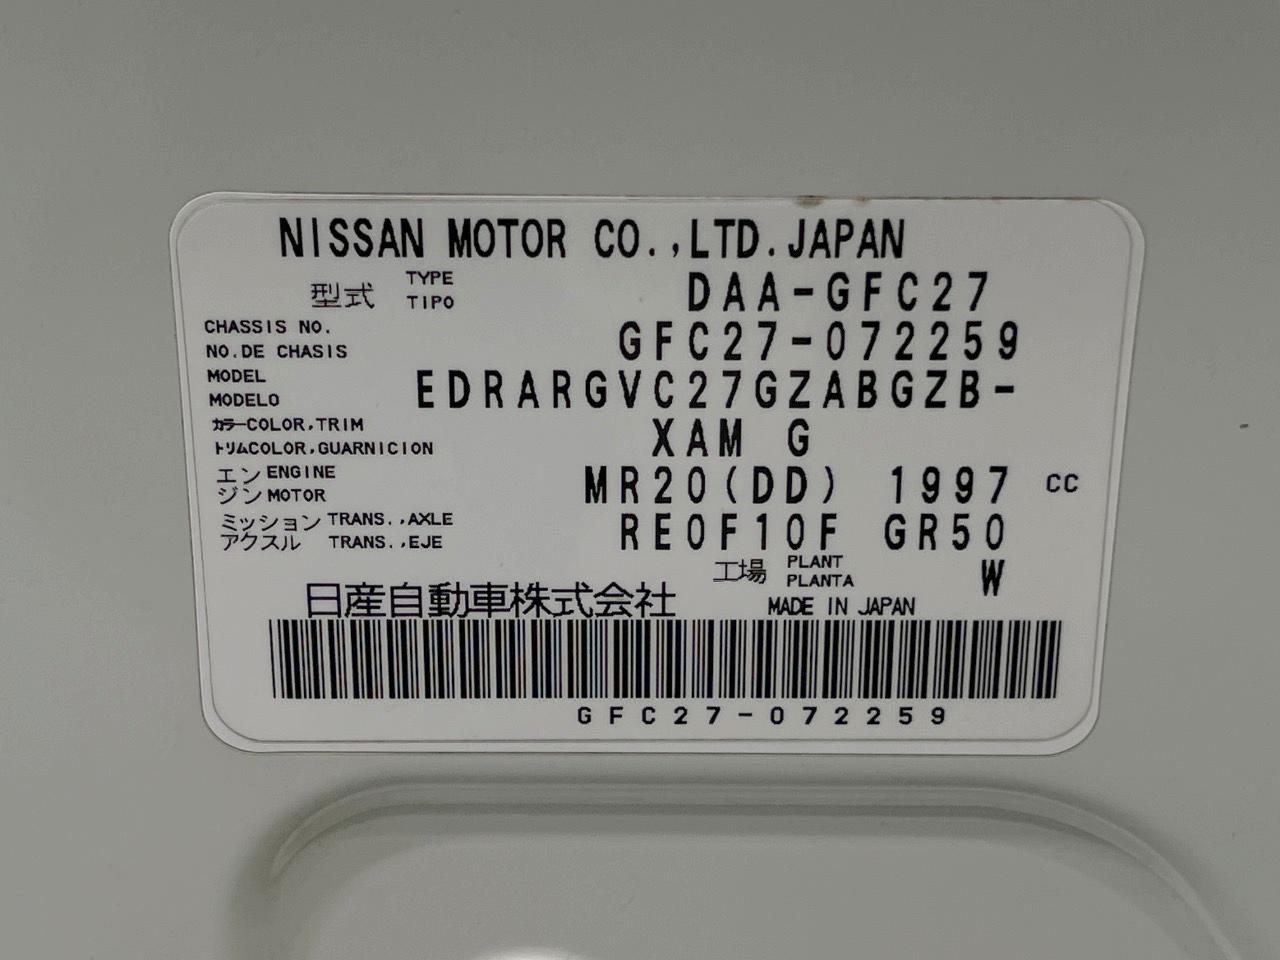 NISSAN MOTOR CO.,LTD.JAPAN
型式 TYPE TIPO DAA-GFC27
CHASSIS NO.
NO.DE CHASIS GFC27-072259
MODEL
MODELO EDRARGVC27GZABGZB-
カラーCOLOR,TRIM
トリムCOLOR,GUARNICION XAM G
エン ENGINE
ジン MOTOR MR20(DD) 1997 CC
ミッション TRANS.,AXLE
アクスル TRANS.,EJE RE0F10F GR50
工場 PLANT PLANTA W
日産自動車株式会社 MADE IN JAPAN
GFC27-072259